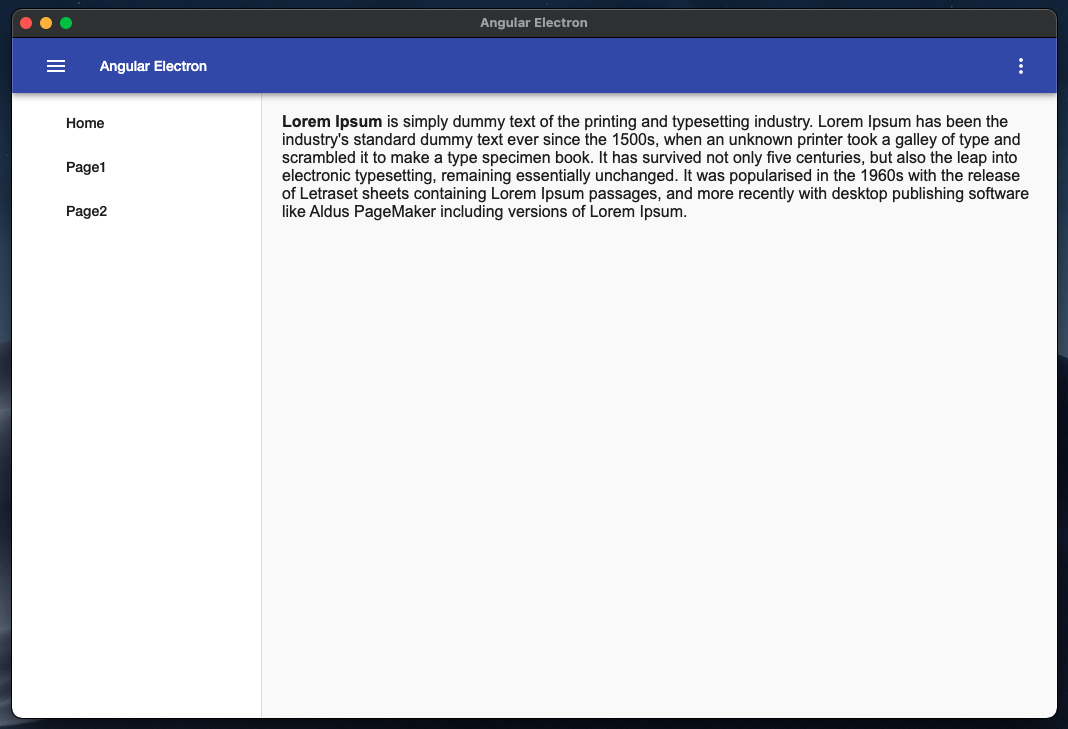 Angular Electron
Angular Electron
Home
Page1
Page2
Lorem Ipsum is simply dummy text of the printing and typesetting industry. Lorem Ipsum has been the
industry's standard dummy text ever since the 1500s, when an unknown printer took a galley of type and
scrambled it to make a type specimen book. It has survived not only five centuries, but also the leap into
electronic typesetting, remaining essentially unchanged. It was popularised in the 1960s with the release
of Letraset sheets containing Lorem Ipsum passages, and more recently with desktop publishing software
like Aldus PageMaker including versions of Lorem Ipsum.